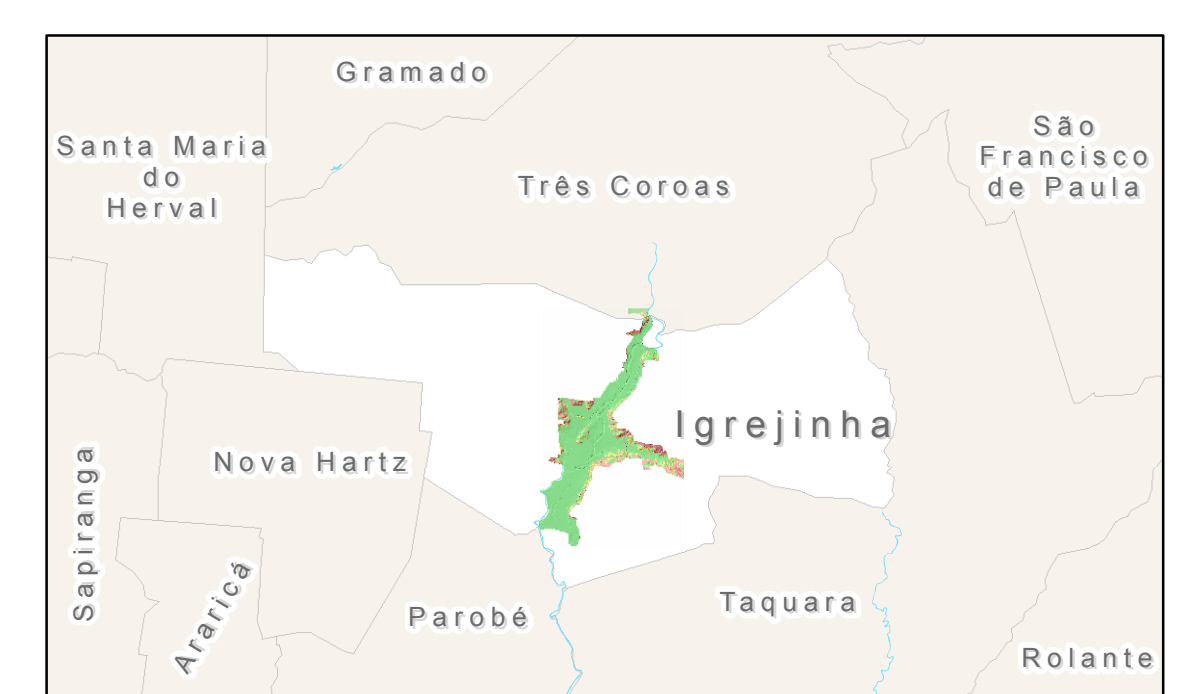 Gramado
São
Francisco
de Paula
Santa Maria
do
Herval
Três Coroas
Igrejinha
Nova Hartz
Sapiranga
Araricá
Parobé
Taquara
Rolante